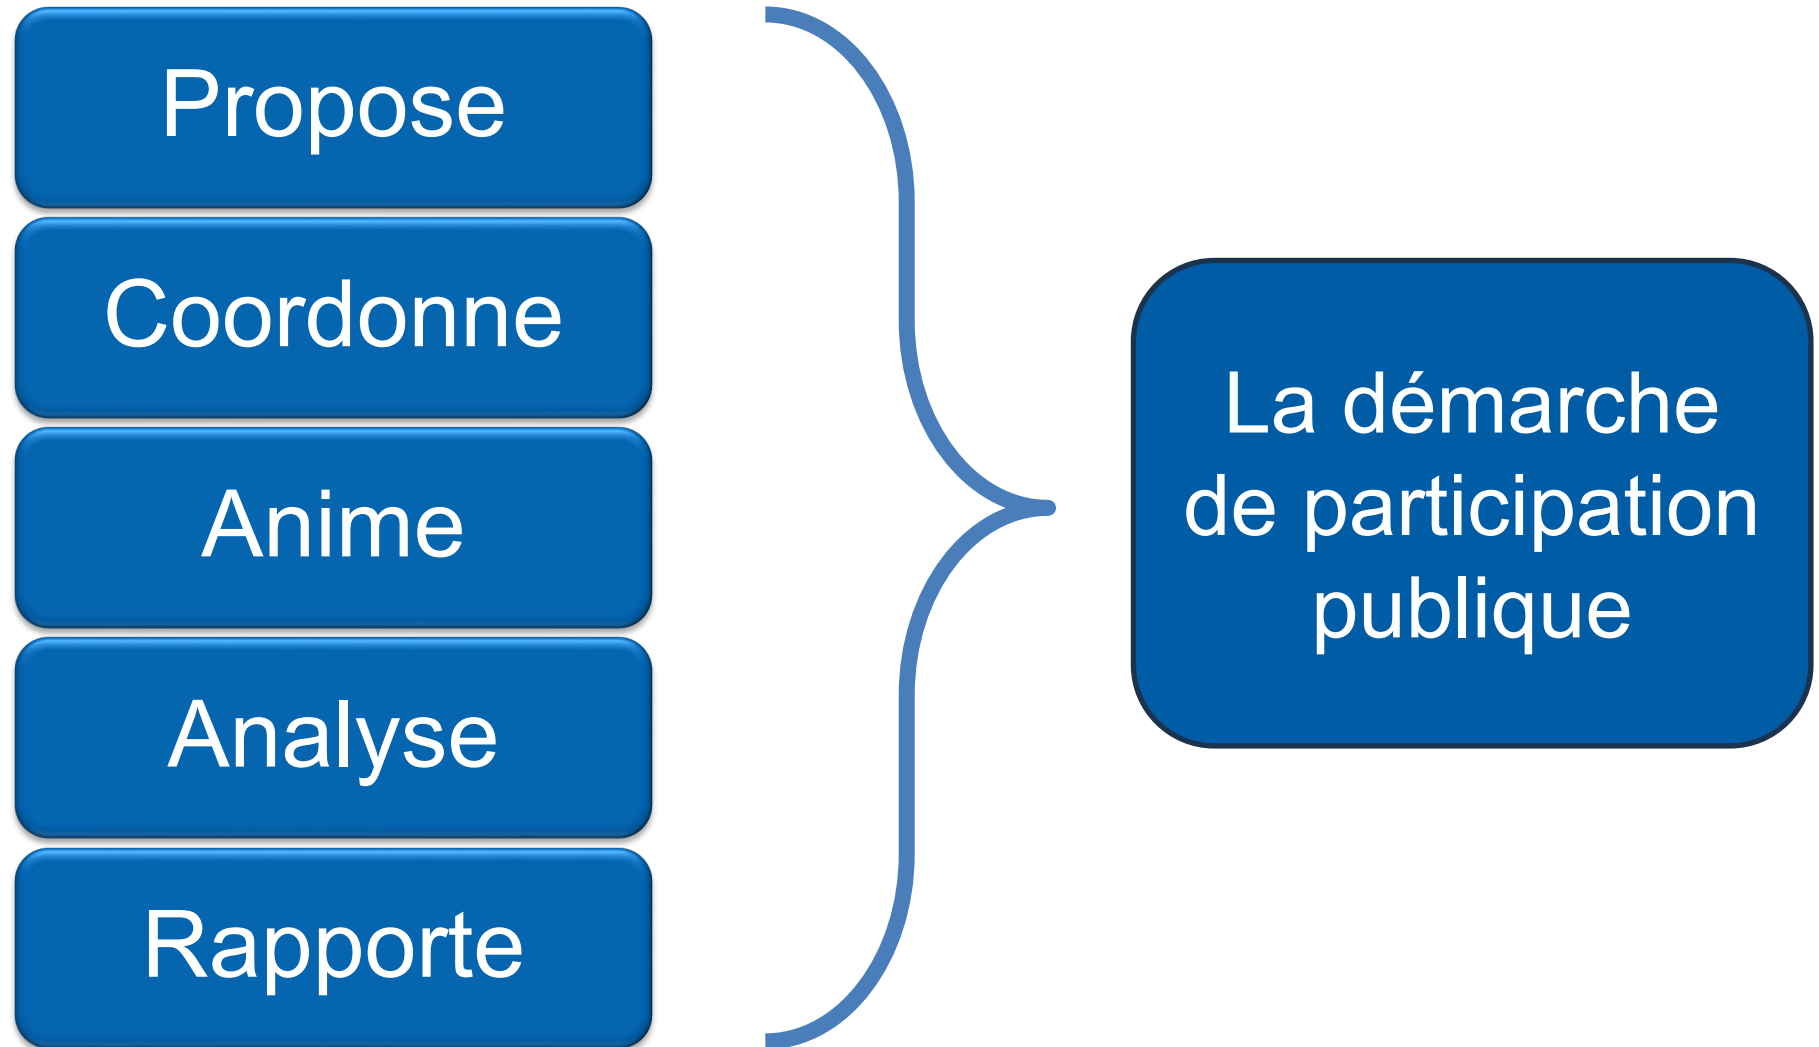 Propose
Coordonne
Anime
Analyse
Rapporte
La démarche
de participation
publique